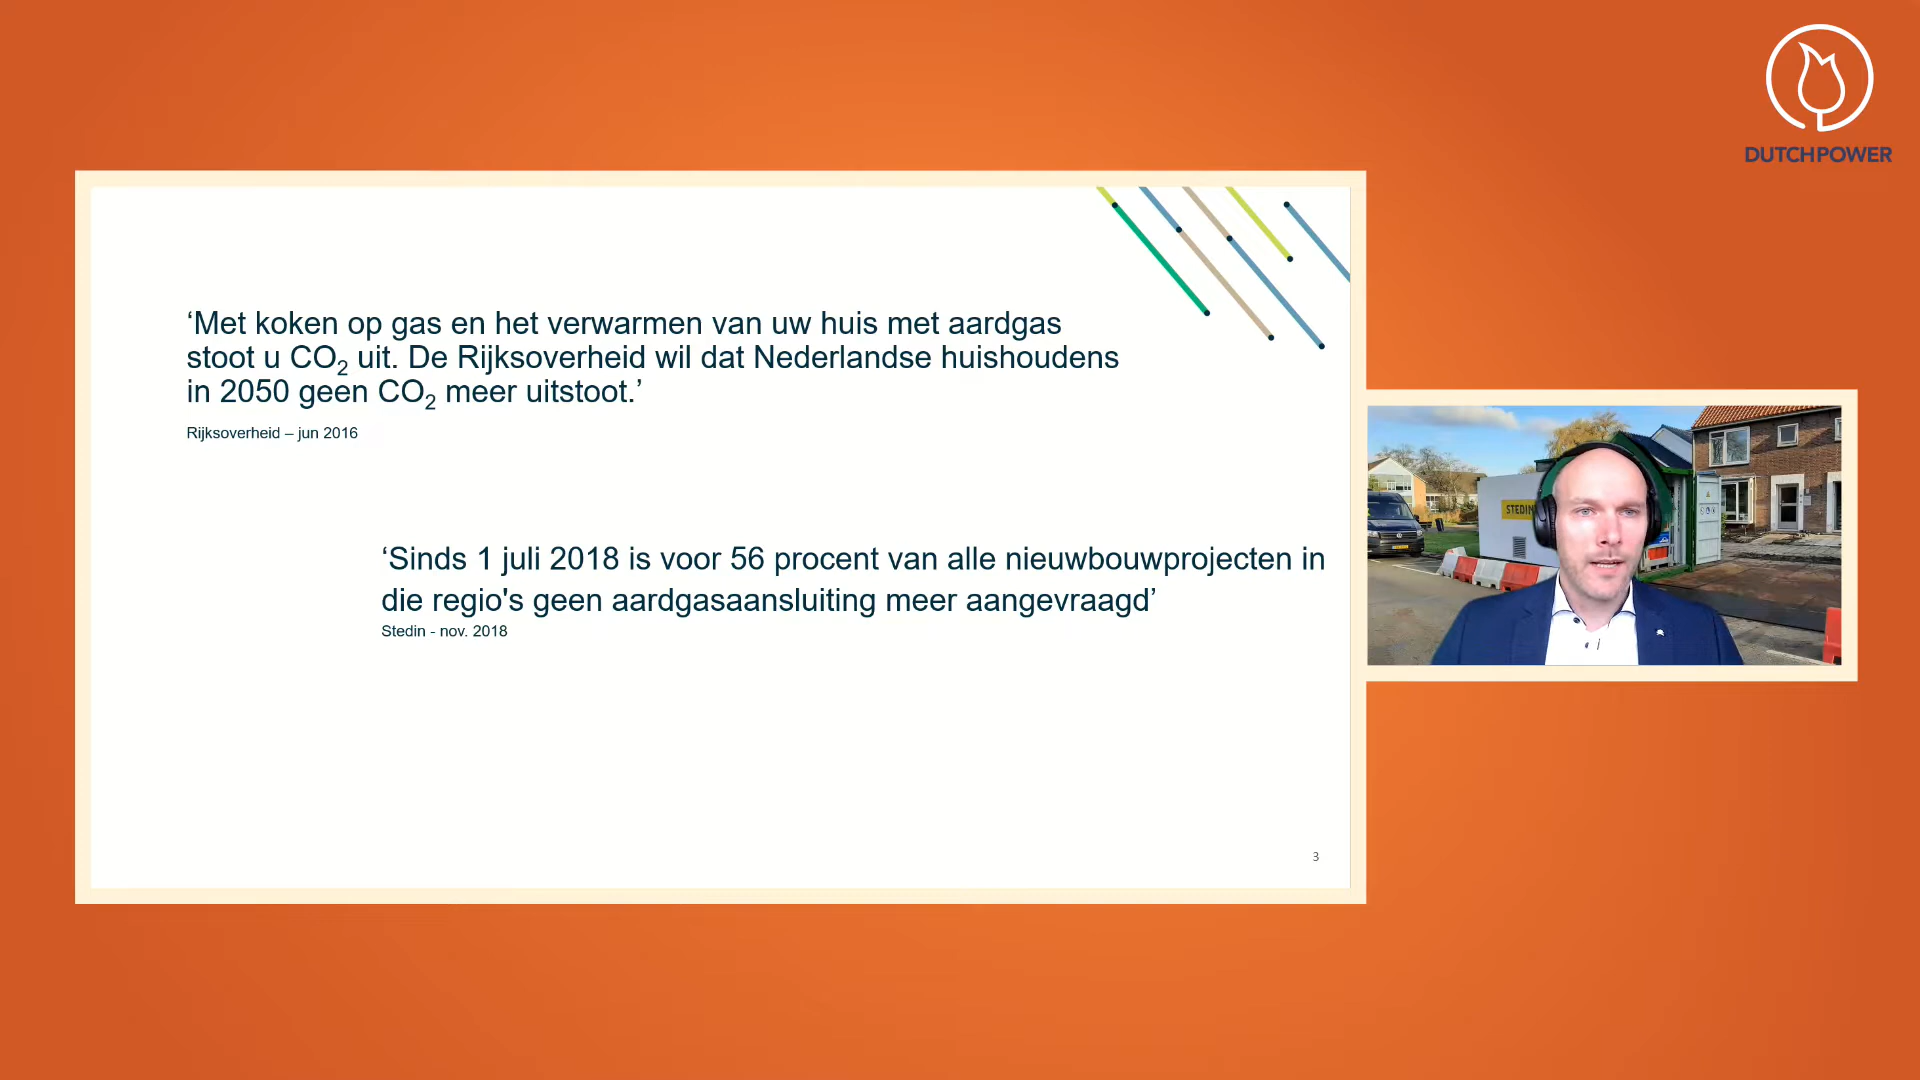 DUTCHPOWER
‘Met koken op gas en het verwarmen van uw huis met aardgas
stoot u CO₂ uit. De Rijksoverheid wil dat Nederlandse huishoudens
in 2050 geen CO₂ meer uitstoot.’
Rijksoverheid – jun 2016
‘Sinds 1 juli 2018 is voor 56 procent van alle nieuwbouwprojecten in
die regio's geen aardgasaansluiting meer aangevraagd’
Stedin - nov. 2018
STEDIN
3